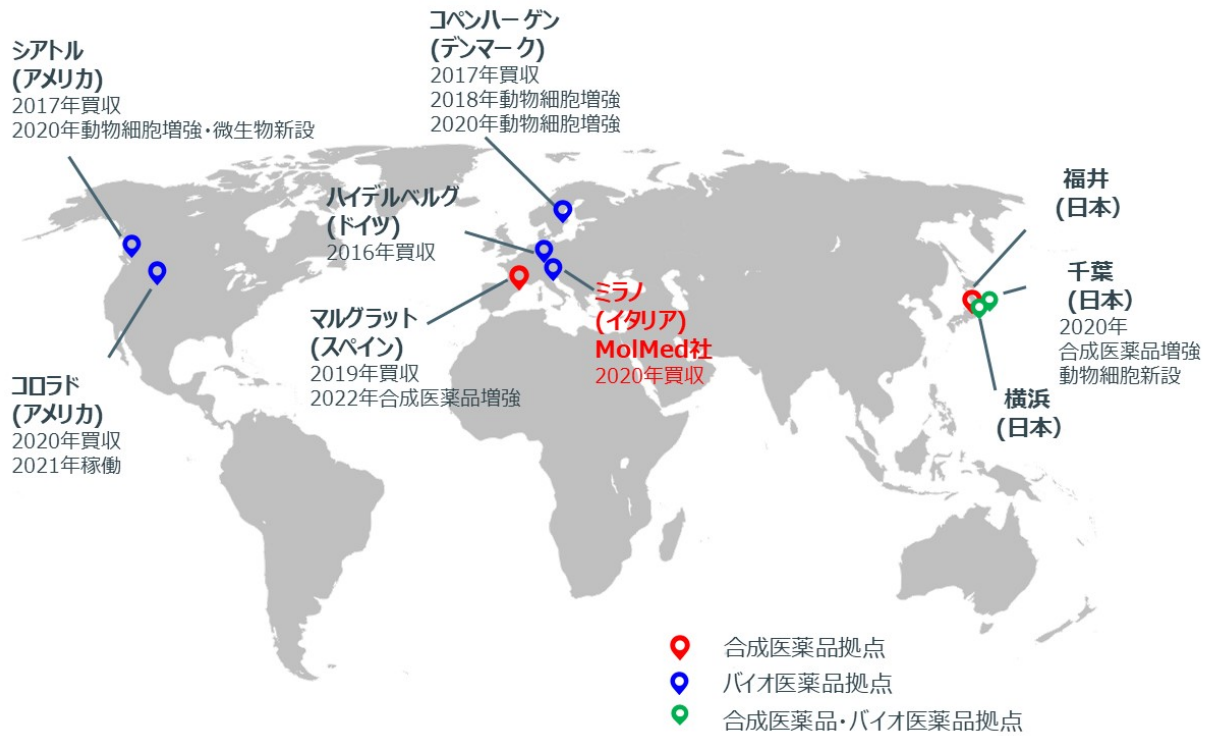 コペンハーゲン
(デンマーク)
2017年買収
2018年動物細胞増強
2020年動物細胞増強
シアトル
(アメリカ)
2017年買収
2020年動物細胞増強・微生物新設
ハイデルベルグ
(ドイツ)
2016年買収
福井
(日本)
千葉
(日本)
2020年
合成医薬品増強
動物細胞新設
ミラノ
(イタリア)
MolMed社
2020年買収
マルグラット
(スペイン)
2019年買収
2022年合成医薬品増強
コロラド
(アメリカ)
2020年買収
2021年稼働
横浜
(日本)
合成医薬品拠点
バイオ医薬品拠点
合成医薬品・バイオ医薬品拠点